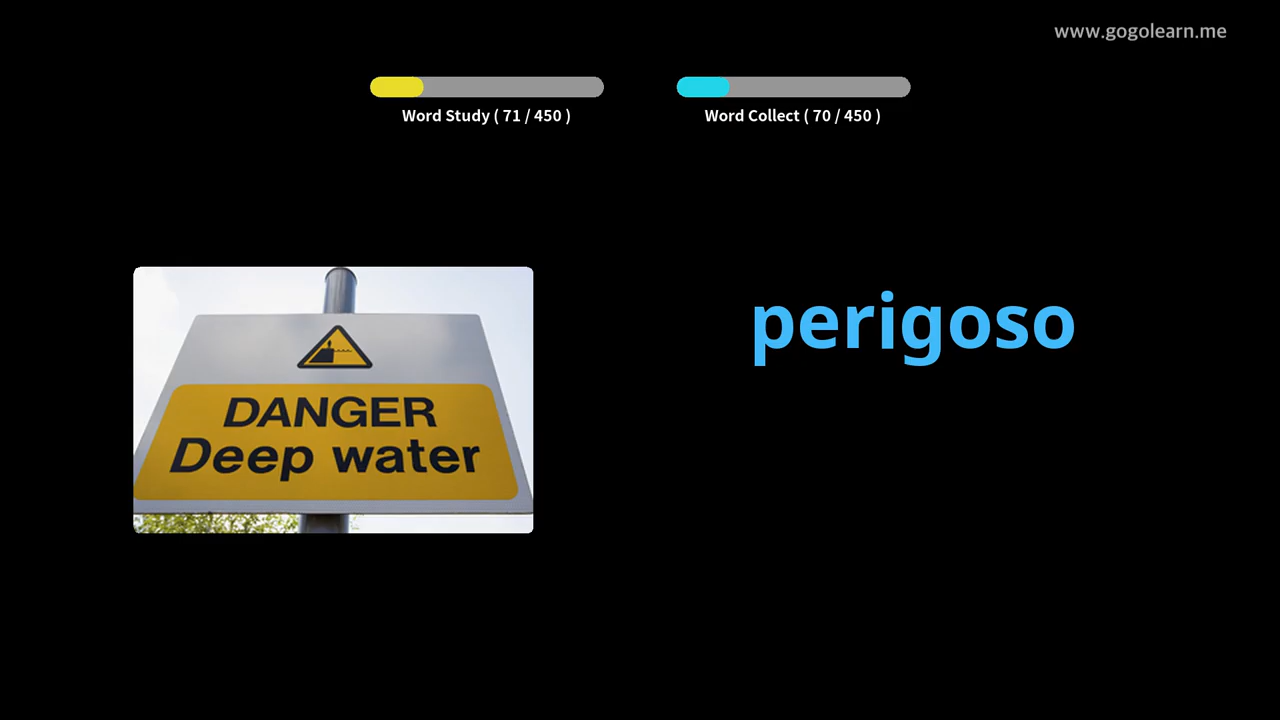 www.gogolearn.me
Word Study ( 71 / 450 )
Word Collect ( 70 / 450 )
DANGER
Deep water
perigoso